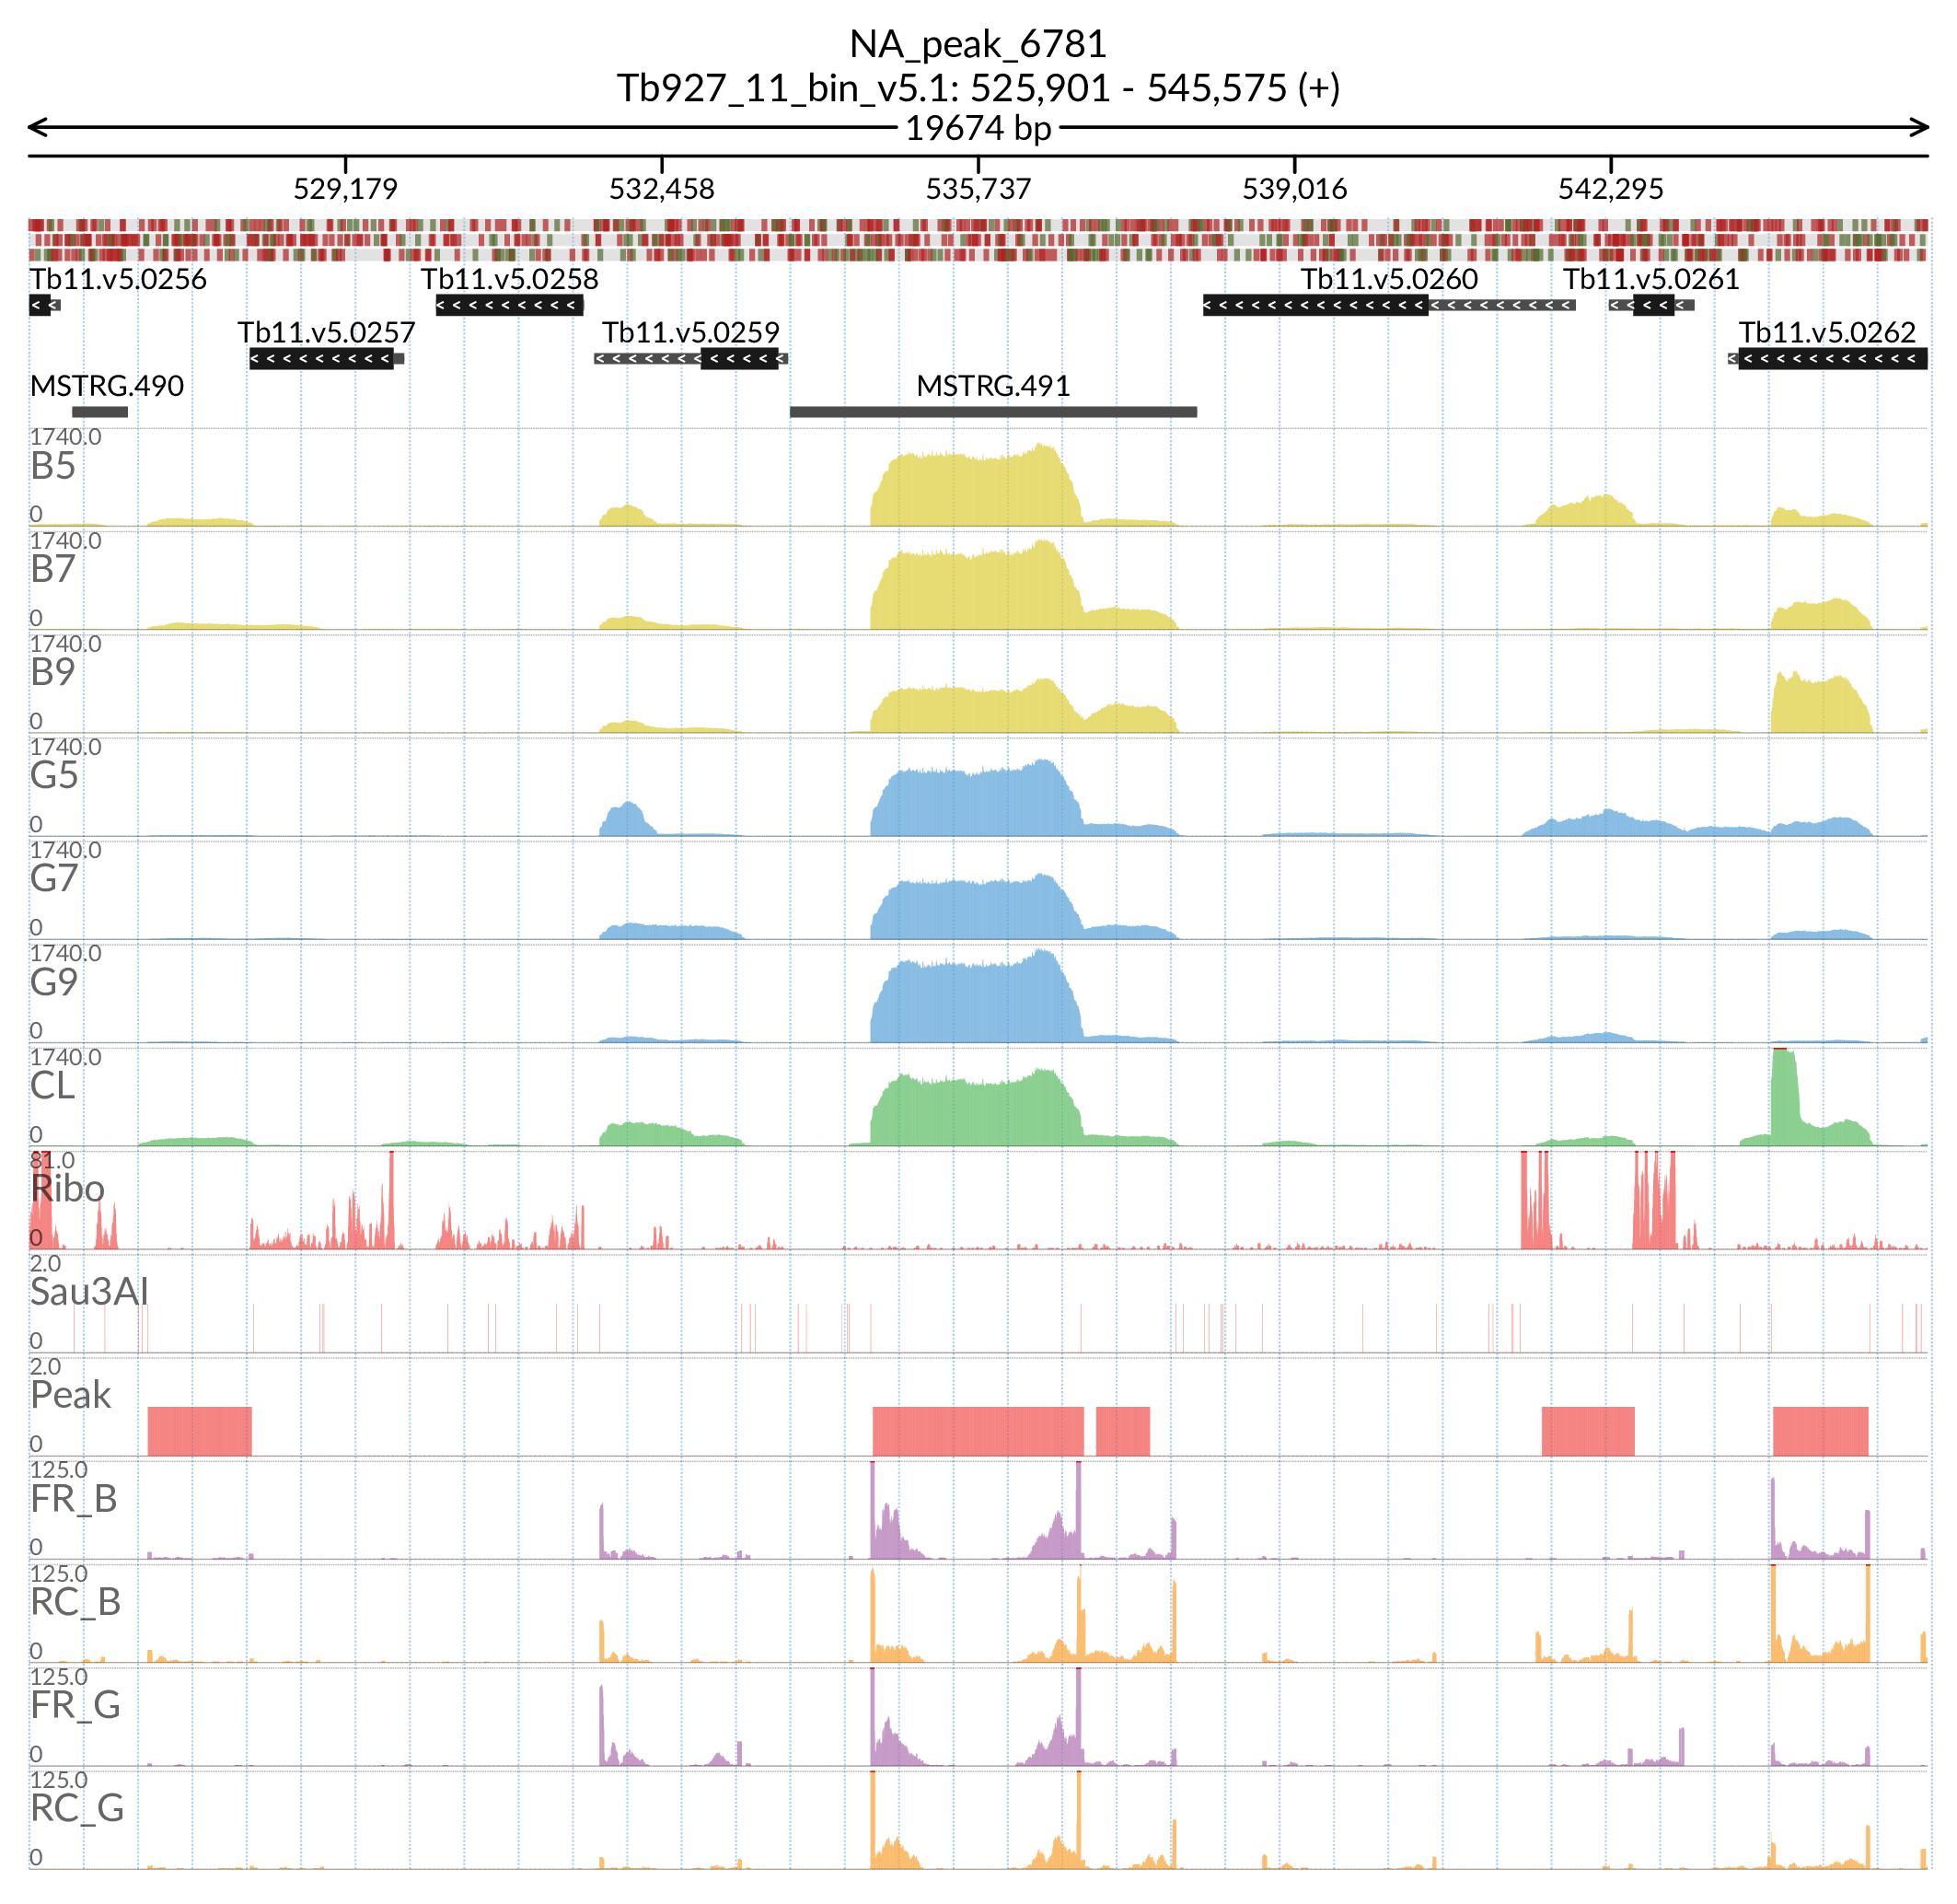 NA_peak_6781
Tb927_11_bin_v5.1: 525,901 - 545,575 (+)
19674 bp
529,179 532,458 535,737 539,016 542,295
Tb11.v5.0256 Tb11.v5.0258 Tb11.v5.0260 Tb11.v5.0261
Tb11.v5.0257 Tb11.v5.0259 Tb11.v5.0262
MSTRG.490 MSTRG.491
1740.0
B5
0
1740.0
B7
0
1740.0
B9
0
1740.0
G5
0
1740.0
G7
0
1740.0
G9
0
1740.0
CL
0
81.0
Ribo
0
2.0
Sau3AI
0
2.0
Peak
0
125.0
FR_B
0
125.0
RC_B
0
125.0
FR_G
0
125.0
RC_G
0